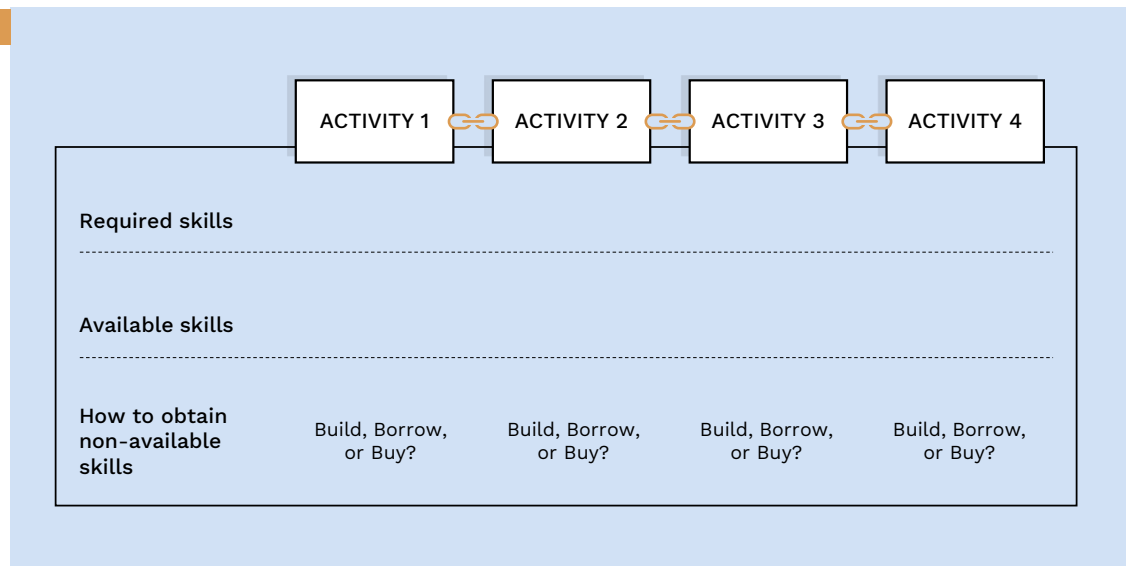 ACTIVITY 1
ACTIVITY 2
ACTIVITY 3
ACTIVITY 4
Required skills
Available skills
How to obtain
non-available
skills
Build, Borrow,
or Buy?
Build, Borrow,
or Buy?
Build, Borrow,
or Buy?
Build, Borrow,
or Buy?